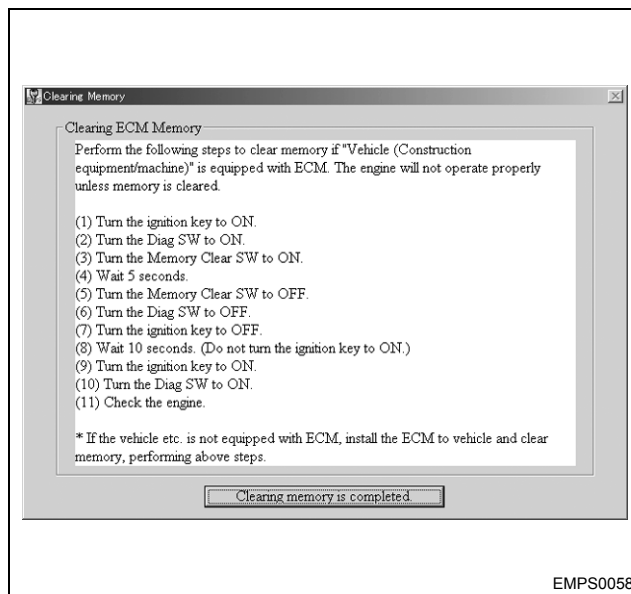 Clearing Memory
Clearing ECM Memory
Perform the following steps to clear memory if "Vehicle (Construction
equipment/machine)" is equipped with ECM. The engine will not operate properly
unless memory is cleared.
(1) Turn the ignition key to ON.
(2) Turn the Diag SW to ON.
(3) Turn the Memory Clear SW to ON.
(4) Wait 5 seconds.
(5) Turn the Memory Clear SW to OFF.
(6) Turn the Diag SW to OFF.
(7) Turn the ignition key to OFF.
(8) Wait 10 seconds. (Do not turn the ignition key to ON.)
(9) Turn the ignition key to ON.
(10) Turn the Diag SW to ON.
(11) Check the engine.
* If the vehicle etc. is not equipped with ECM, install the ECM to vehicle and clear
memory, performing above steps.
Clearing memory is completed.
EMPS0058